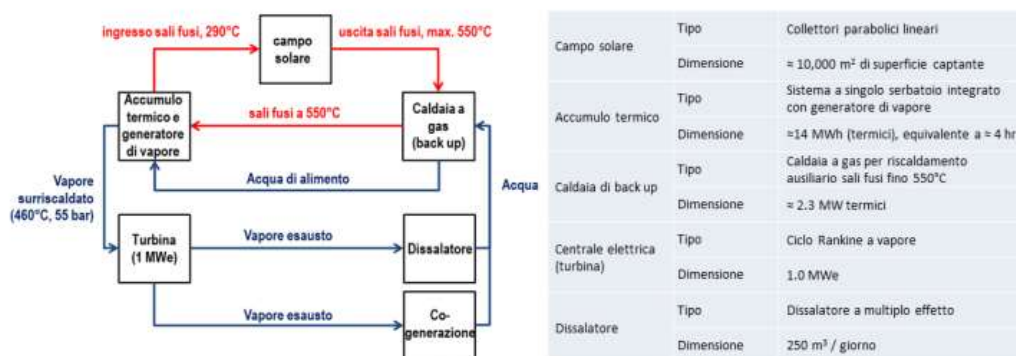 ingresso sali fusi, 290°C
uscita sali fusi, max. 550°C
campo
solare
Accumulo
termico e
generatore
di vapore
sali fusi a 550°C
Caldaia a
gas
(back up)
Acqua di alimento
Acqua
Vapore
surriscaldato
(460°C, 55 bar)
Turbina
(1 MWe)
Vapore esausto
Dissalatore
Vapore esausto
Co-
generazione
Campo solare
Tipo
Collettori parabolici lineari
Dimensione
≈ 10,000 m² di superficie captante
Accumulo termico
Tipo
Sistema a singolo serbatoio integrato
con generatore di vapore
Dimensione
≈14 MWh (termici), equivalente a ≈ 4 hr
Caldaia di back up
Tipo
Caldaia a gas per riscaldamento
ausiliario sali fusi fino 550°C
Dimensione
≈ 2.3 MW termici
Centrale elettrica
(turbina)
Tipo
Ciclo Rankine a vapore
Dimensione
1.0 MWe
Dissalatore
Tipo
Dissalatore a multiplo effetto
Dimensione
250 m³ / giorno